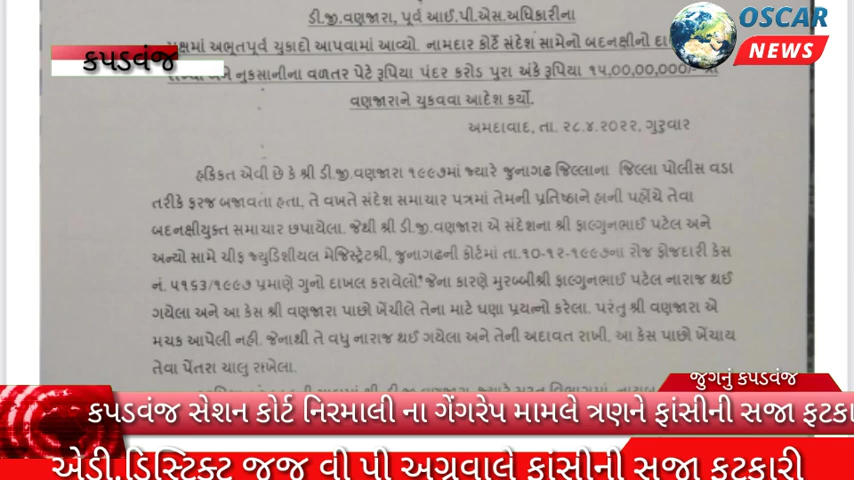 ડી.જી.વણજારા, પૂર્વ આઈ.પી.એસ.અધિકારીના
OSCAR
NEWS
પક્ષમાં અભૂતપૂર્વ ચુકાદો આપવામાં આવ્યો. નામદાર કોર્ટે સંદેશ સામેનો બદનક્ષીનો
કપડવંજ
અને નુકસાનીના વળતર પેટે રૂપિયા પંદર કરોડ પુરા અંકે રૂપિયા ૧૫,૦૦,૦૦,૦૦૦/- શ્રી
વણજારાને ચુકવવા આદેશ કર્યો.
અમદાવાદ, તા. ૨૮.૪.૨૦૨૨, ગુરુવાર
હકિકત એવી છે કે શ્રી ડી.જી.વણજારા ૧૯૯૭માં જ્યારે જુનાગઢ જિલ્લાના જિલ્લા પોલીસ વડા
તરીકે ફરજ બજાવતા હતા, તે વખતે સંદેશ સમાચાર પત્રમાં તેમની પ્રતિષ્ઠાને હાની પહોંચે તેવા
બદનક્ષીયુક્ત સમાચાર છપાયેલા. જેથી શ્રી ડી.જી.વણજારા એ સંદેશના શ્રી ફાલ્ગુનભાઈ પટેલ અને
અન્યો સામે ચીફ જ્યુડિશીયલ મેજિસ્ટ્રેટશ્રી, જુનાગઢની કોર્ટમાં તા.૧૦-૧૨-૧૯૯૭ના રોજ ફોજદારી કેસ
નં. ૫૧૬૩/૧૯૯૭ પ્રમાણે ગુનો દાખલ કરાવેલો જેના કારણે મુરબ્બીશ્રી ફાલ્ગુનભાઈ પટેલ નારાજ થઈ
ગયેલા અને આ કેસ શ્રી વણજારા પાછો ખેંચીલે તેના માટે ઘણા પ્રયત્નો કરેલા. પરંતુ શ્રી વણજારા એ
મચક આપેલી નહી. જેનાથી તે વધુ નારાજ થઈ ગયેલા અને તેની અદાવત રાખી, આ કેસ પાછો ખેંચાય
તેવા પેંતરા ચાલુ રાખેલા.
જુગનું કપડવંજ
કપડવંજ સેશન કોર્ટ નિરમાલી ના ગેંગરેપ મામલે ત્રણને ફાંસીની સજા ફટકા
એડી.ડિસ્ટ્રિક્ટ જજ વી પી અગ્રવાલે ફાંસીની સજા ફટકારી